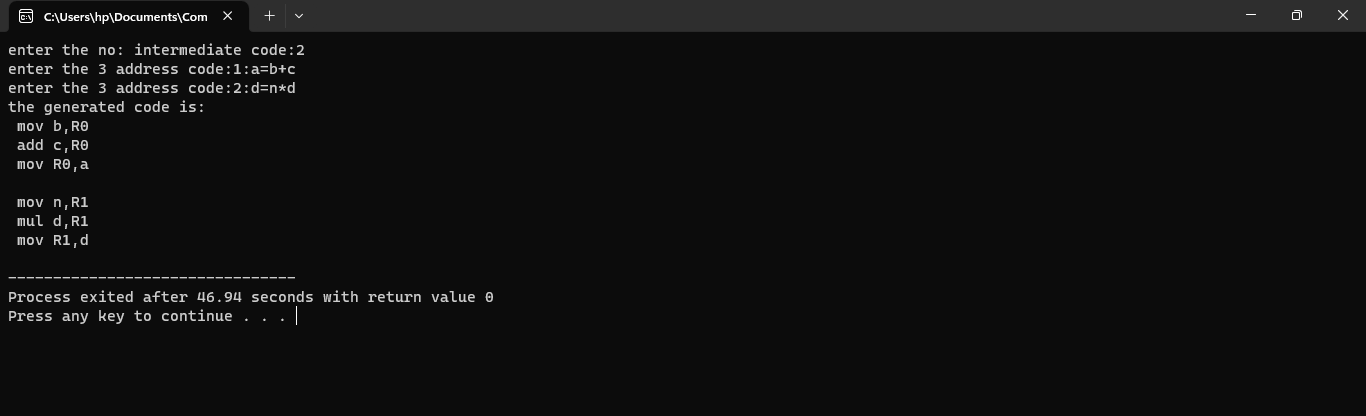 C:\Users\hp\Documents\Com
enter the no: intermediate code:2
enter the 3 address code:1:a=b+c
enter the 3 address code:2:d=n*d
the generated code is:
 mov b,R0
 add c,R0
 mov R0,a

 mov n,R1
 mul d,R1
 mov R1,d

--------------------------------
Process exited after 46.94 seconds with return value 0
Press any key to continue . . .